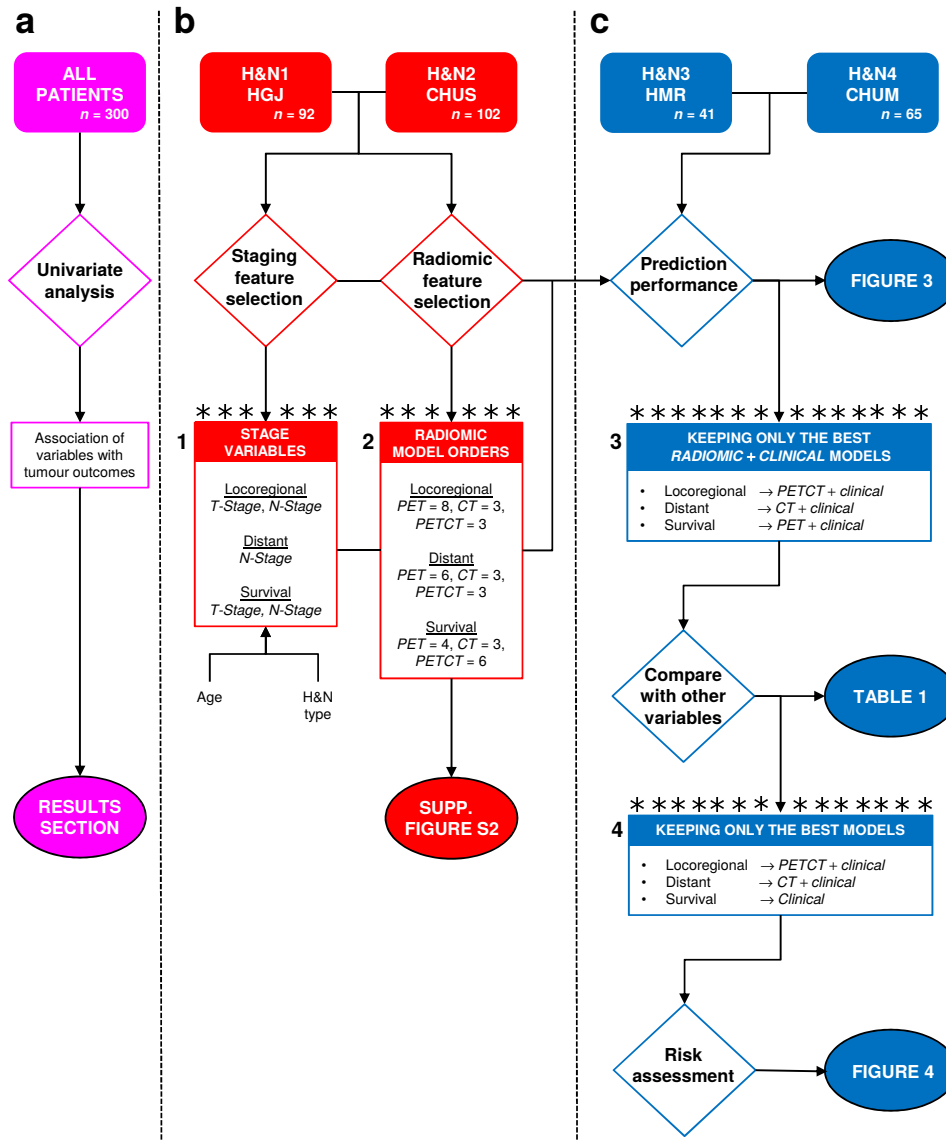 a
ALL
PATIENTS
n = 300
Univariate
analysis
Association of
variables with
tumour outcomes
RESULTS
SECTION
b
H&N1
HGJ
n = 92
H&N2
CHUS
n = 102
Staging
feature
selection
Radiomic
feature
selection
* * * * * * *
* * * * * * *
1
STAGE
VARIABLES
Locoregional
T-Stage, N-Stage
Distant
N-Stage
Survival
T-Stage, N-Stage
Age
H&N
type
2
RADIOMIC
MODEL ORDERS
Locoregional
PET = 8, CT = 3,
PETCT = 3
Distant
PET = 6, CT = 3,
PETCT = 3
Survival
PET = 4, CT = 3,
PETCT = 6
SUPP.
FIGURE S2
c
H&N3
HMR
n = 41
H&N4
CHUM
n = 65
Prediction
performance
FIGURE 3
* * * * * * * * * * * * * *
3
KEEPING ONLY THE BEST
RADIOMIC + CLINICAL MODELS
• Locoregional → PETCT + clinical
• Distant → CT + clinical
• Survival → PET + clinical
Compare
with other
variables
TABLE 1
* * * * * * * * * * * * * *
4
KEEPING ONLY THE BEST MODELS
• Locoregional → PETCT + clinical
• Distant → CT + clinical
• Survival → Clinical
Risk
assessment
FIGURE 4